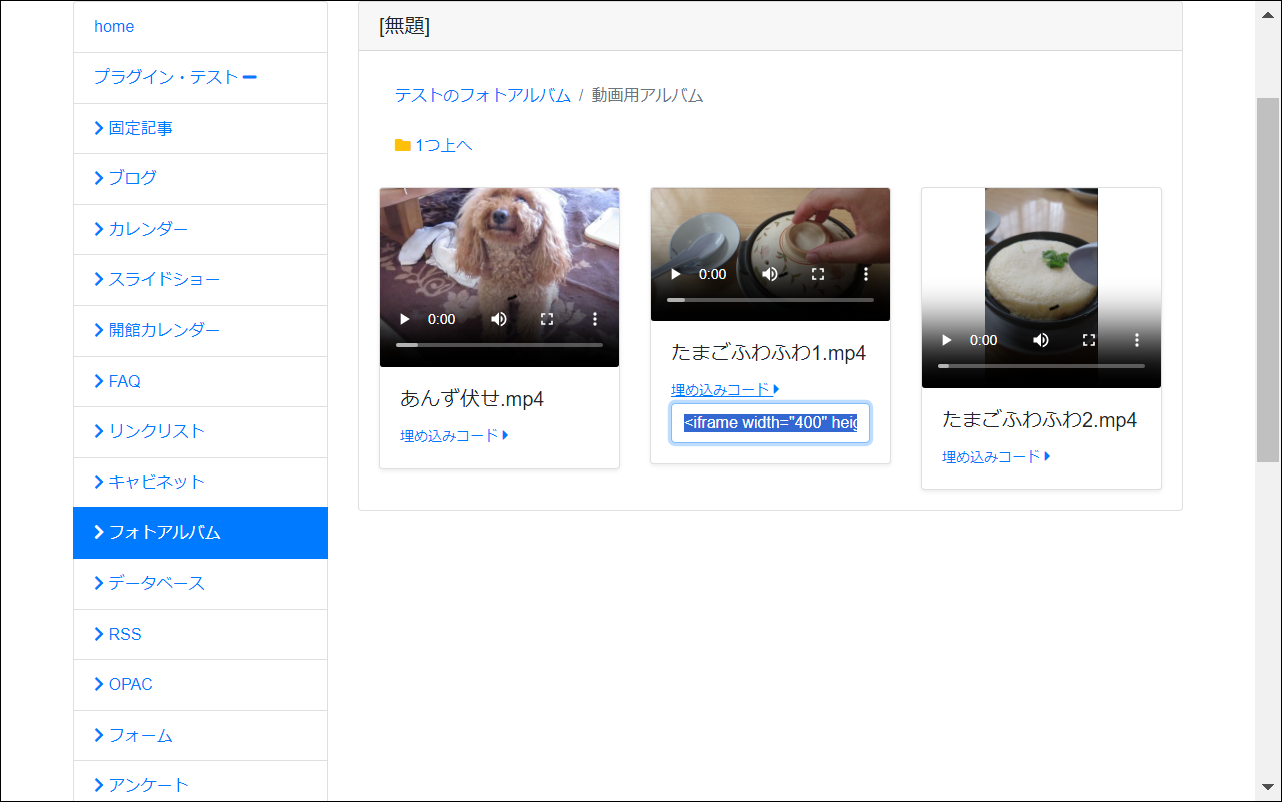 home
プラグイン・テスト
固定記事
ブログ
カレンダー
スライドショー
開館カレンダー
FAQ
リンクリスト
キャビネット
フォトアルバム
データベース
RSS
OPAC
フォーム
アンケート
[無題]
テストのフォトアルバム / 動画用アルバム
1つ上へ
0:00
あんず伏せ.mp4
埋め込みコード
0:00
たまごふわふわ1.mp4
埋め込みコード
<iframe width="400" heig
0:00
たまごふわふわ2.mp4
埋め込みコード